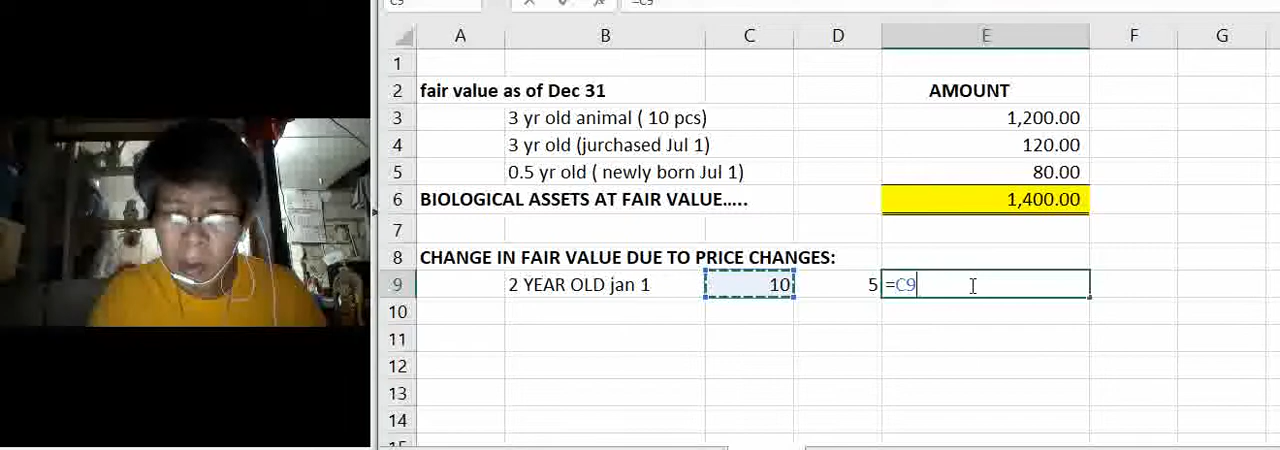 C9 =C9
A B C D E F G
1
2 fair value as of Dec 31 AMOUNT
3 3 yr old animal ( 10 pcs) 1,200.00
4 3 yr old (jurchased Jul 1) 120.00
5 0.5 yr old ( newly born Jul 1) 80.00
6 BIOLOGICAL ASSETS AT FAIR VALUE..... 1,400.00
7
8 CHANGE IN FAIR VALUE DUE TO PRICE CHANGES:
9 2 YEAR OLD jan 1 10 5 =C9
10
11
12
13
14
15